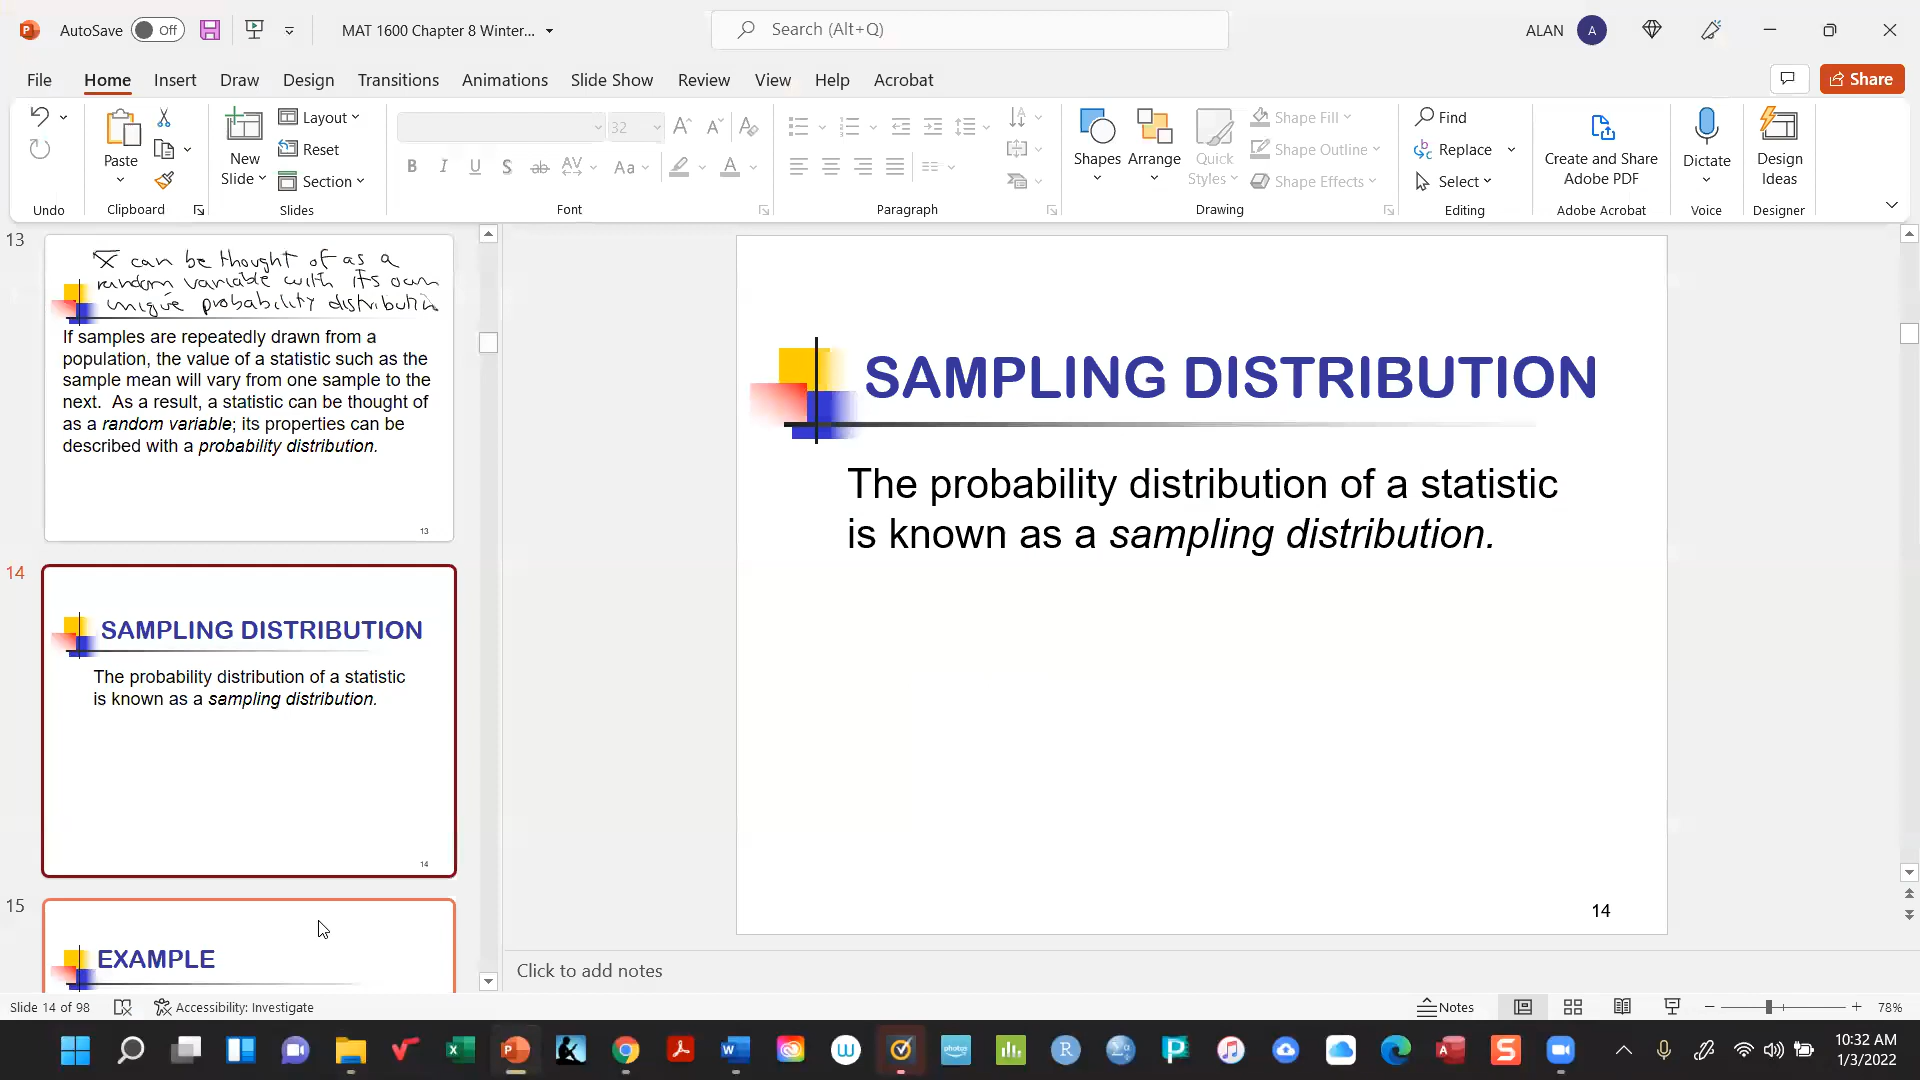 AutoSave Off MAT 1600 Chapter 8 Winter... Search (Alt+Q) ALAN A
File Home Insert Draw Design Transitions Animations Slide Show Review View Help Acrobat Share
Paste New Slide Layout Reset Section 32 Shapes Arrange Quick Styles Shape Fill Shape Outline Shape Effects Find Replace Select Create and Share Adobe PDF Dictate Design Ideas
Undo Clipboard Slides Font Paragraph Drawing Editing Adobe Acrobat Voice Designer
13
x̄ can be thought of as a
random variable with its own
unique probability distribution
If samples are repeatedly drawn from a
population, the value of a statistic such as the
sample mean will vary from one sample to the
next. As a result, a statistic can be thought of
as a random variable; its properties can be
described with a probability distribution.
13
14
SAMPLING DISTRIBUTION
The probability distribution of a statistic
is known as a sampling distribution.
14
15
EXAMPLE
SAMPLING DISTRIBUTION
The probability distribution of a statistic
is known as a sampling distribution.
14
Click to add notes
Slide 14 of 98 Accessibility: Investigate Notes 78%
10:32 AM
1/3/2022